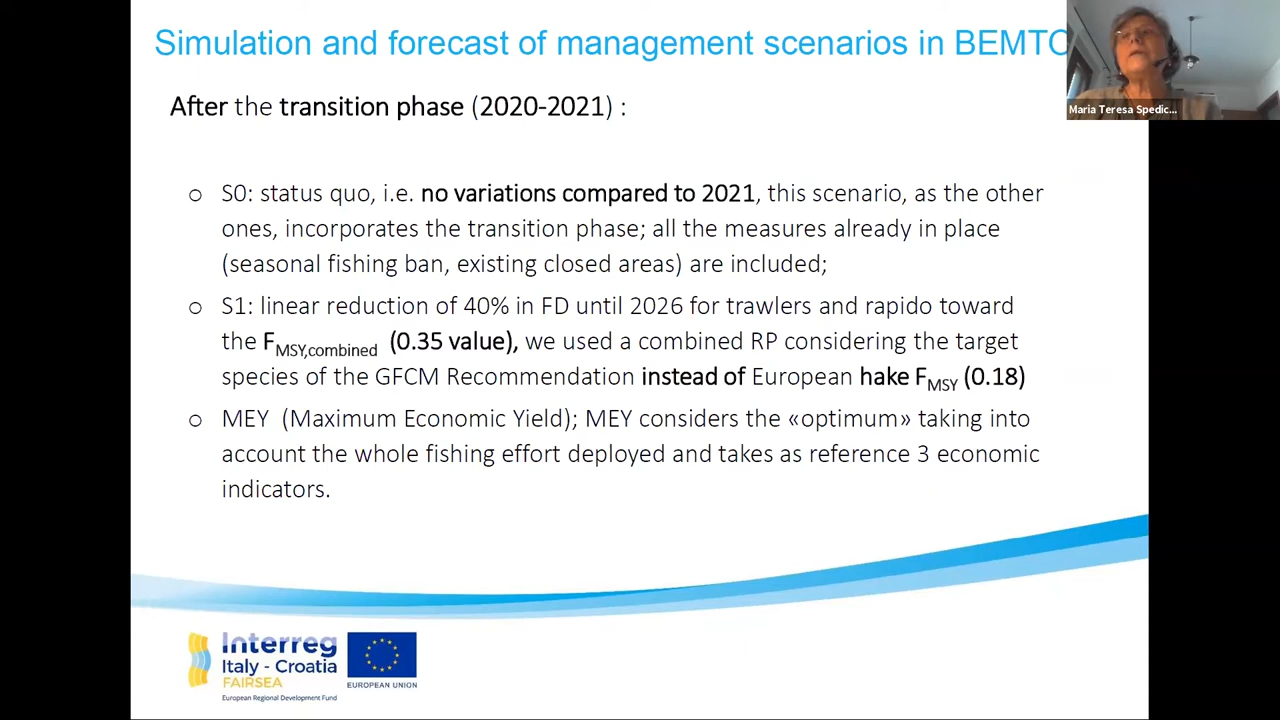 Simulation and forecast of management scenarios in BEMTO
Maria Teresa Spedic...
After the transition phase (2020-2021) :
o S0: status quo, i.e. no variations compared to 2021, this scenario, as the other
ones, incorporates the transition phase; all the measures already in place
(seasonal fishing ban, existing closed areas) are included;
o S1: linear reduction of 40% in FD until 2026 for trawlers and rapido toward
the FMSY,combined (0.35 value), we used a combined RP considering the target
species of the GFCM Recommendation instead of European hake FMSY (0.18)
o MEY (Maximum Economic Yield); MEY considers the «optimum» taking into
account the whole fishing effort deployed and takes as reference 3 economic
indicators.
Interreg
Italy - Croatia
FAIRSEA
European Regional Development Fund
EUROPEAN UNION